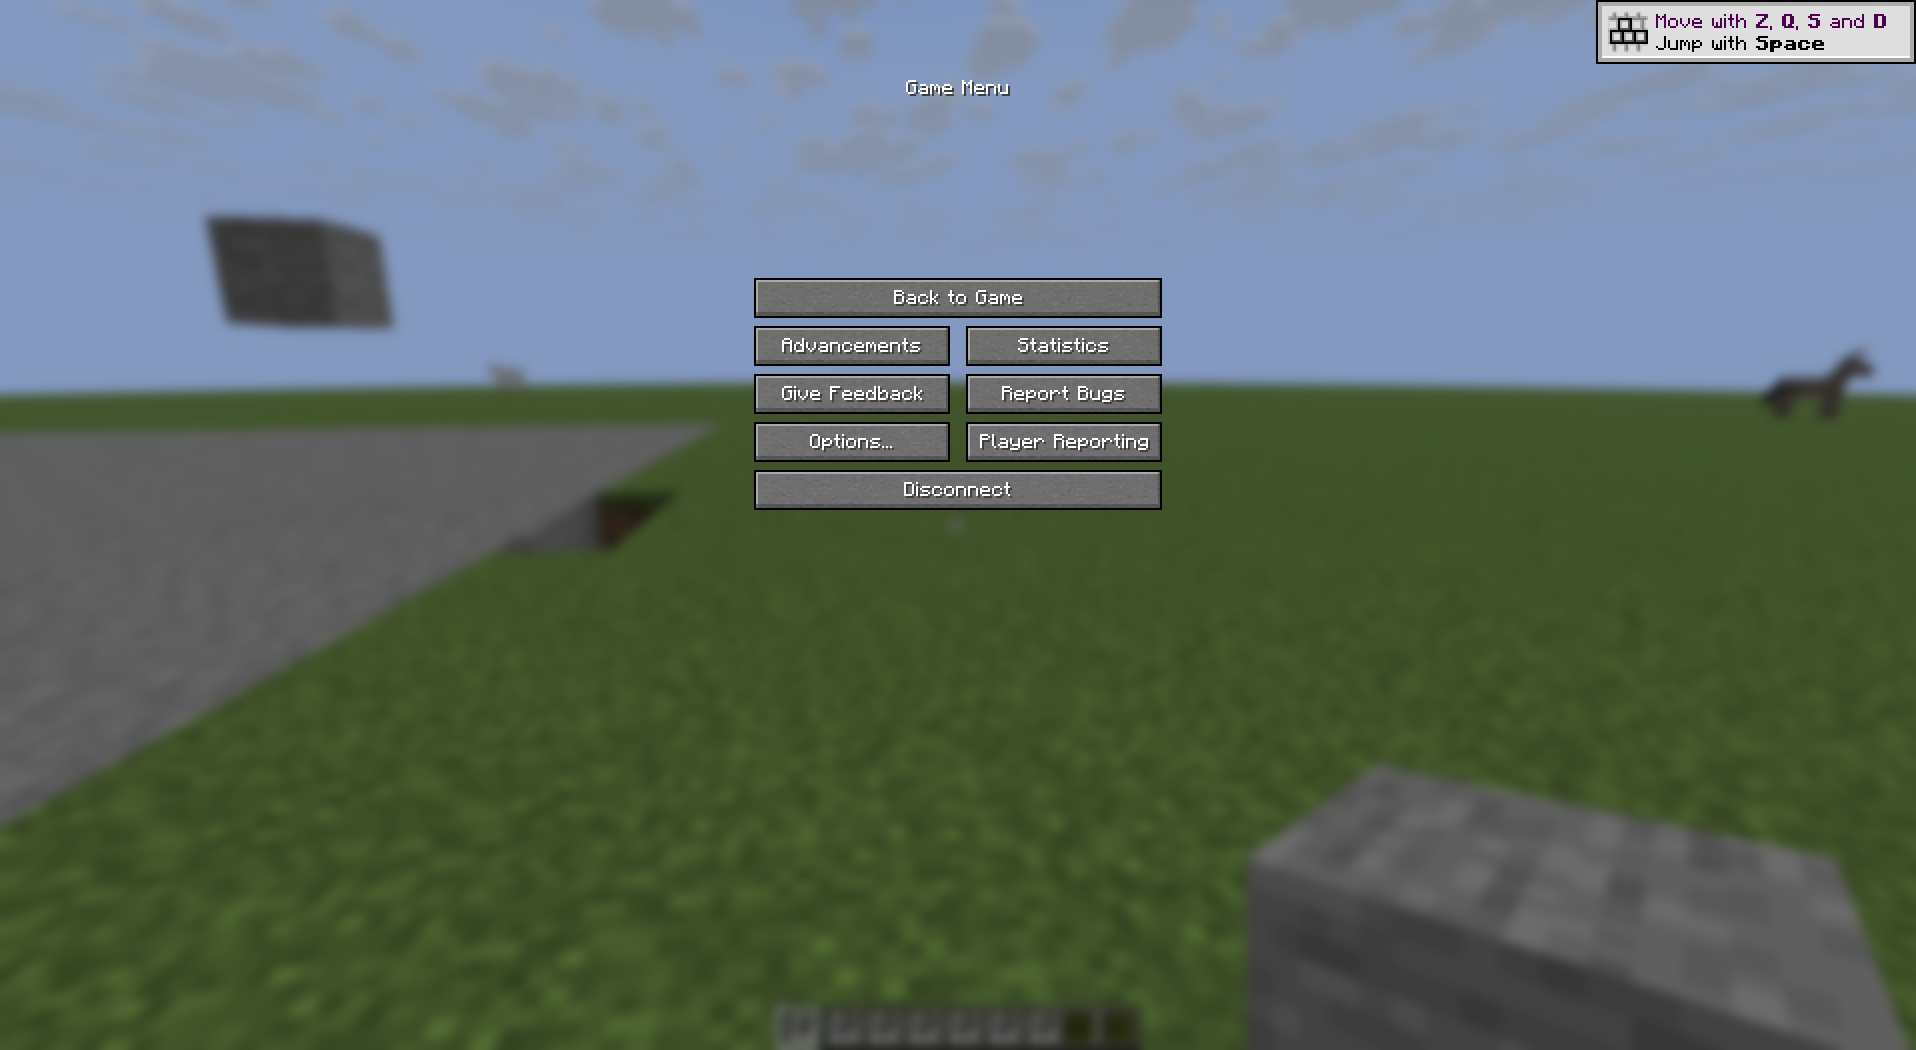 Move with Z, Q, S and D
Jump with Space
Game Menu
Back to Game
Advancements
Statistics
Give Feedback
Report Bugs
Options...
Player Reporting
Disconnect